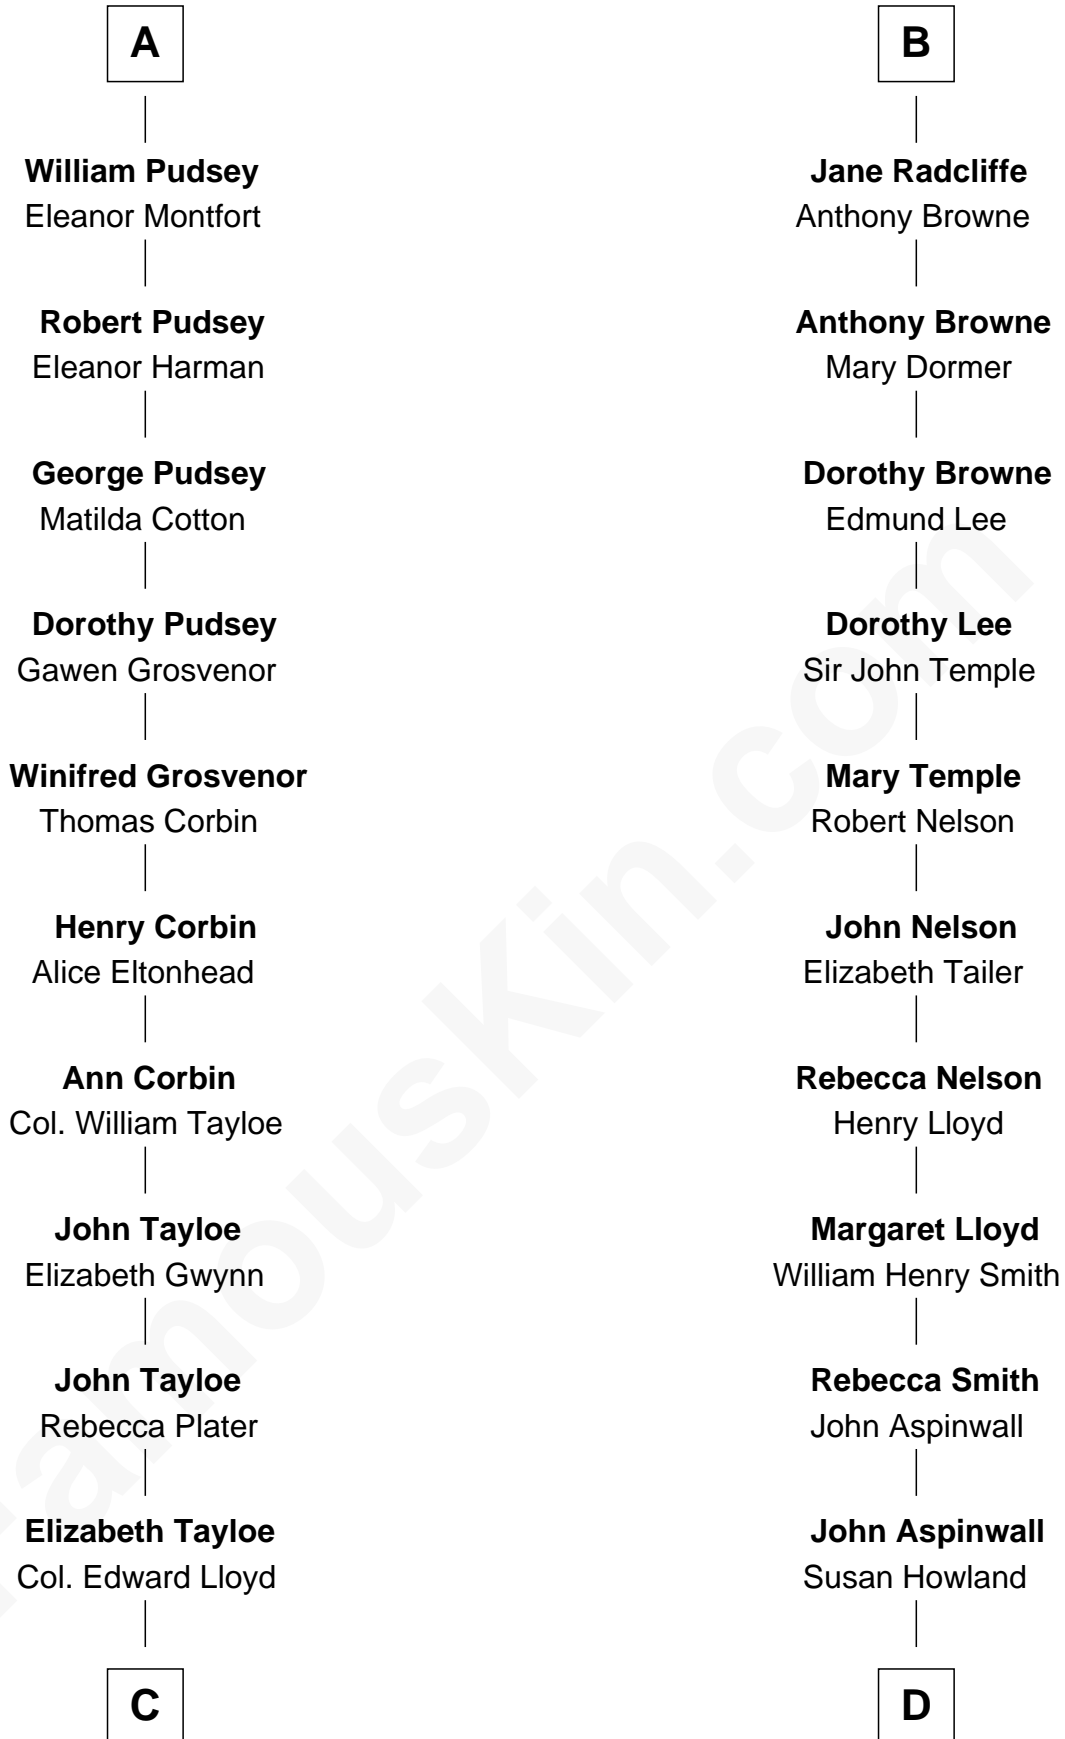 A
William Pudsey
Eleanor Montfort
Robert Pudsey
Eleanor Harman
George Pudsey
Matilda Cotton
Dorothy Pudsey
Gawen Grosvenor
Winifred Grosvenor
Thomas Corbin
Henry Corbin
Alice Eltonhead
Ann Corbin
Col. William Tayloe
John Tayloe
Elizabeth Gwynn
John Tayloe
Rebecca Plater
Elizabeth Tayloe
Col. Edward Lloyd
C
B
Jane Radcliffe
Anthony Browne
Anthony Browne
Mary Dormer
Dorothy Browne
Edmund Lee
Dorothy Lee
Sir John Temple
Mary Temple
Robert Nelson
John Nelson
Elizabeth Tailer
Rebecca Nelson
Henry Lloyd
Margaret Lloyd
William Henry Smith
Rebecca Smith
John Aspinwall
John Aspinwall
Susan Howland
D
FamousKin.com